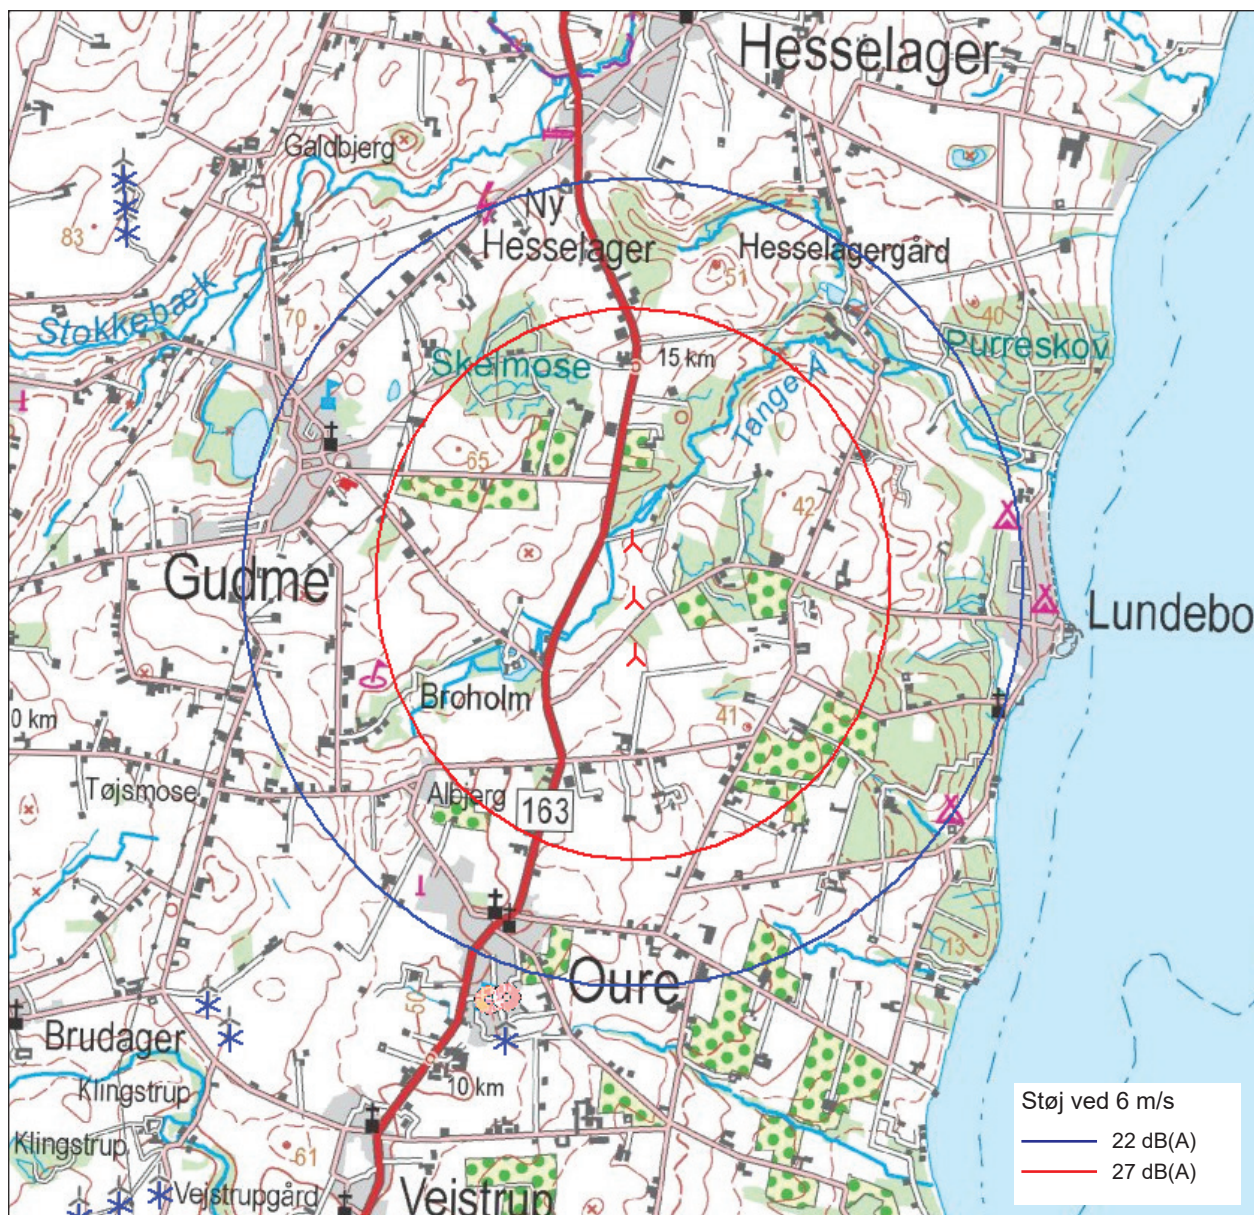 Hesselager
Galdbjerg
Ny
Hesselager
Hesselagergård
83
51
Stokkebæk
70
40
Purreskov
15 km
Skelmose
Tange Å
65
42
Gudme
Lundebo
Broholm
0 km
41
Tøjsmose
Albjerg
163
13
Oure
50
Brudager
10 km
Klingstrup
Klingstrup
61
Vejstrupgård
Vejstrup
Støj ved 6 m/s
22 dB(A)
27 dB(A)